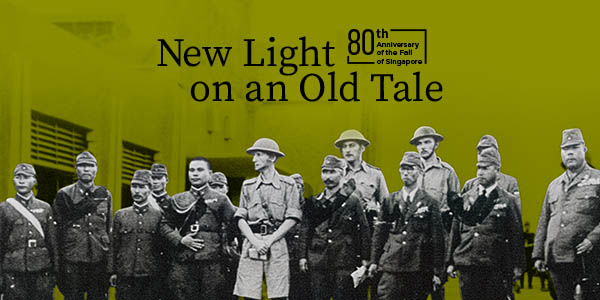 New Light
on an Old Tale
80th
Anniversary
of the Fall
of Singapore